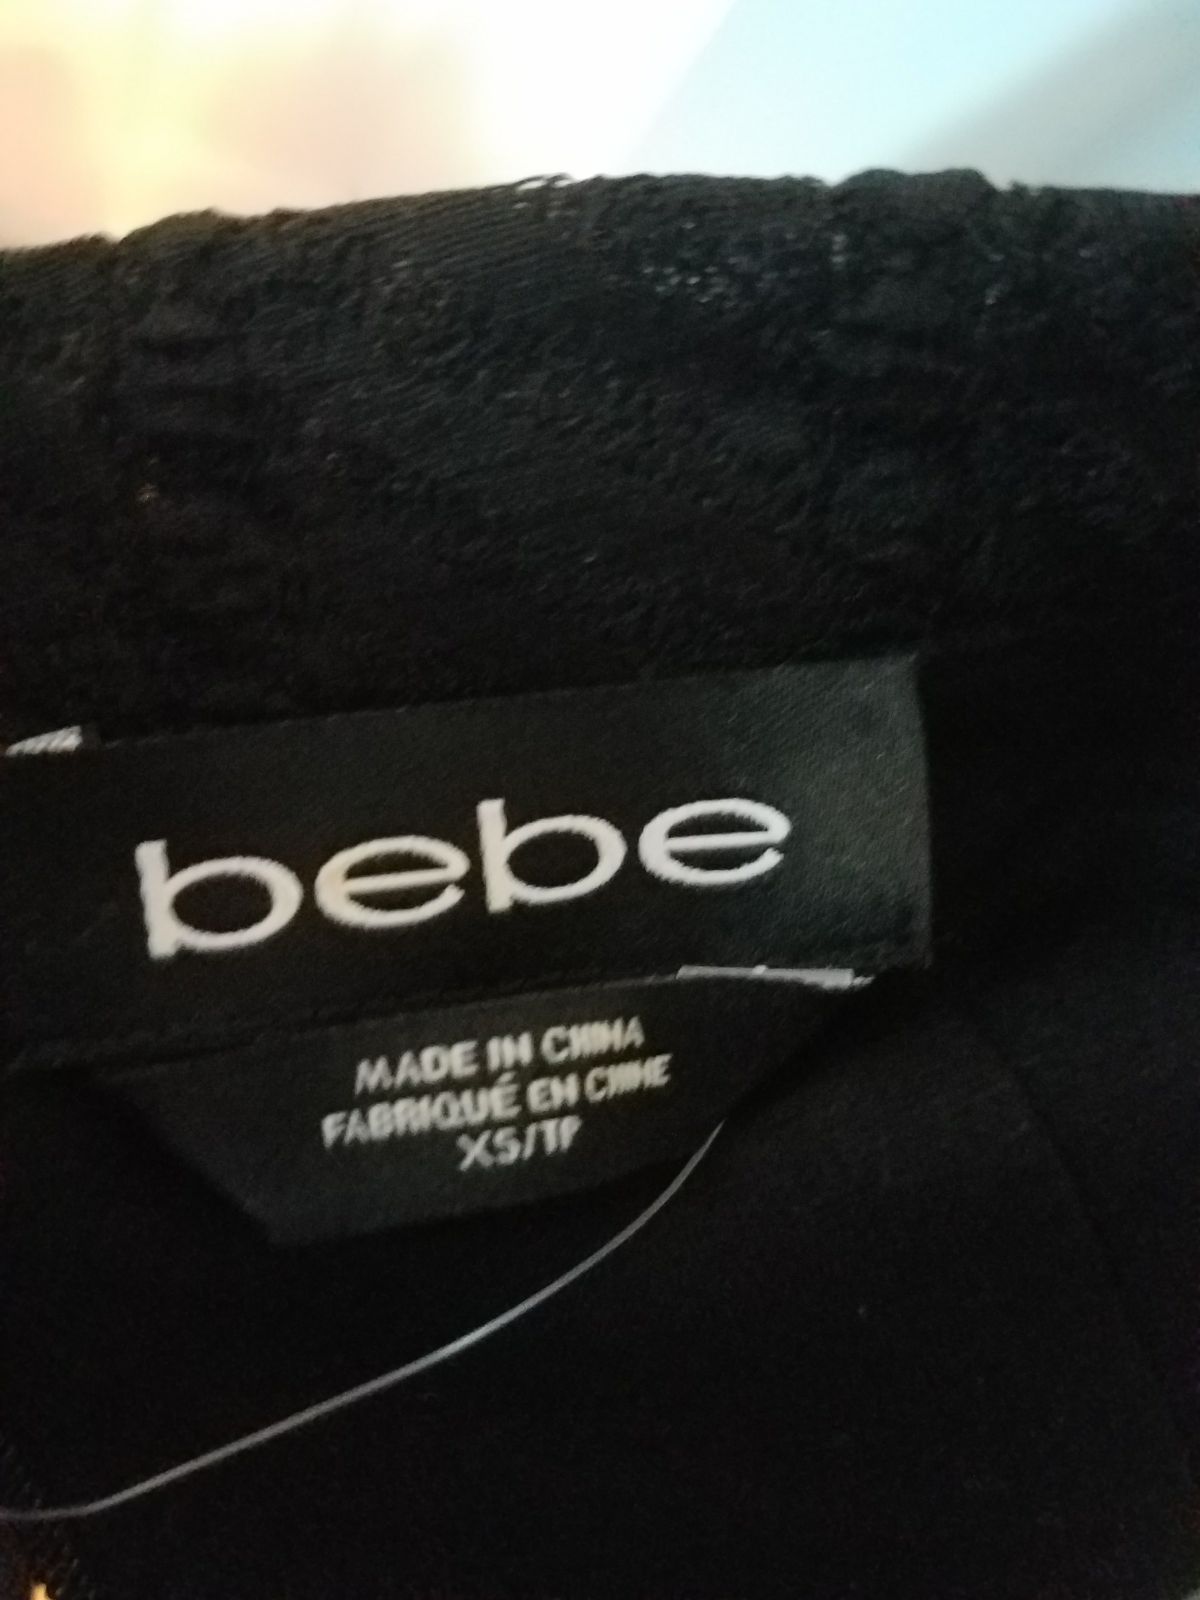 bebe
MADE IN CHINA
FABRIQUÉ EN CHINE
XS/TP